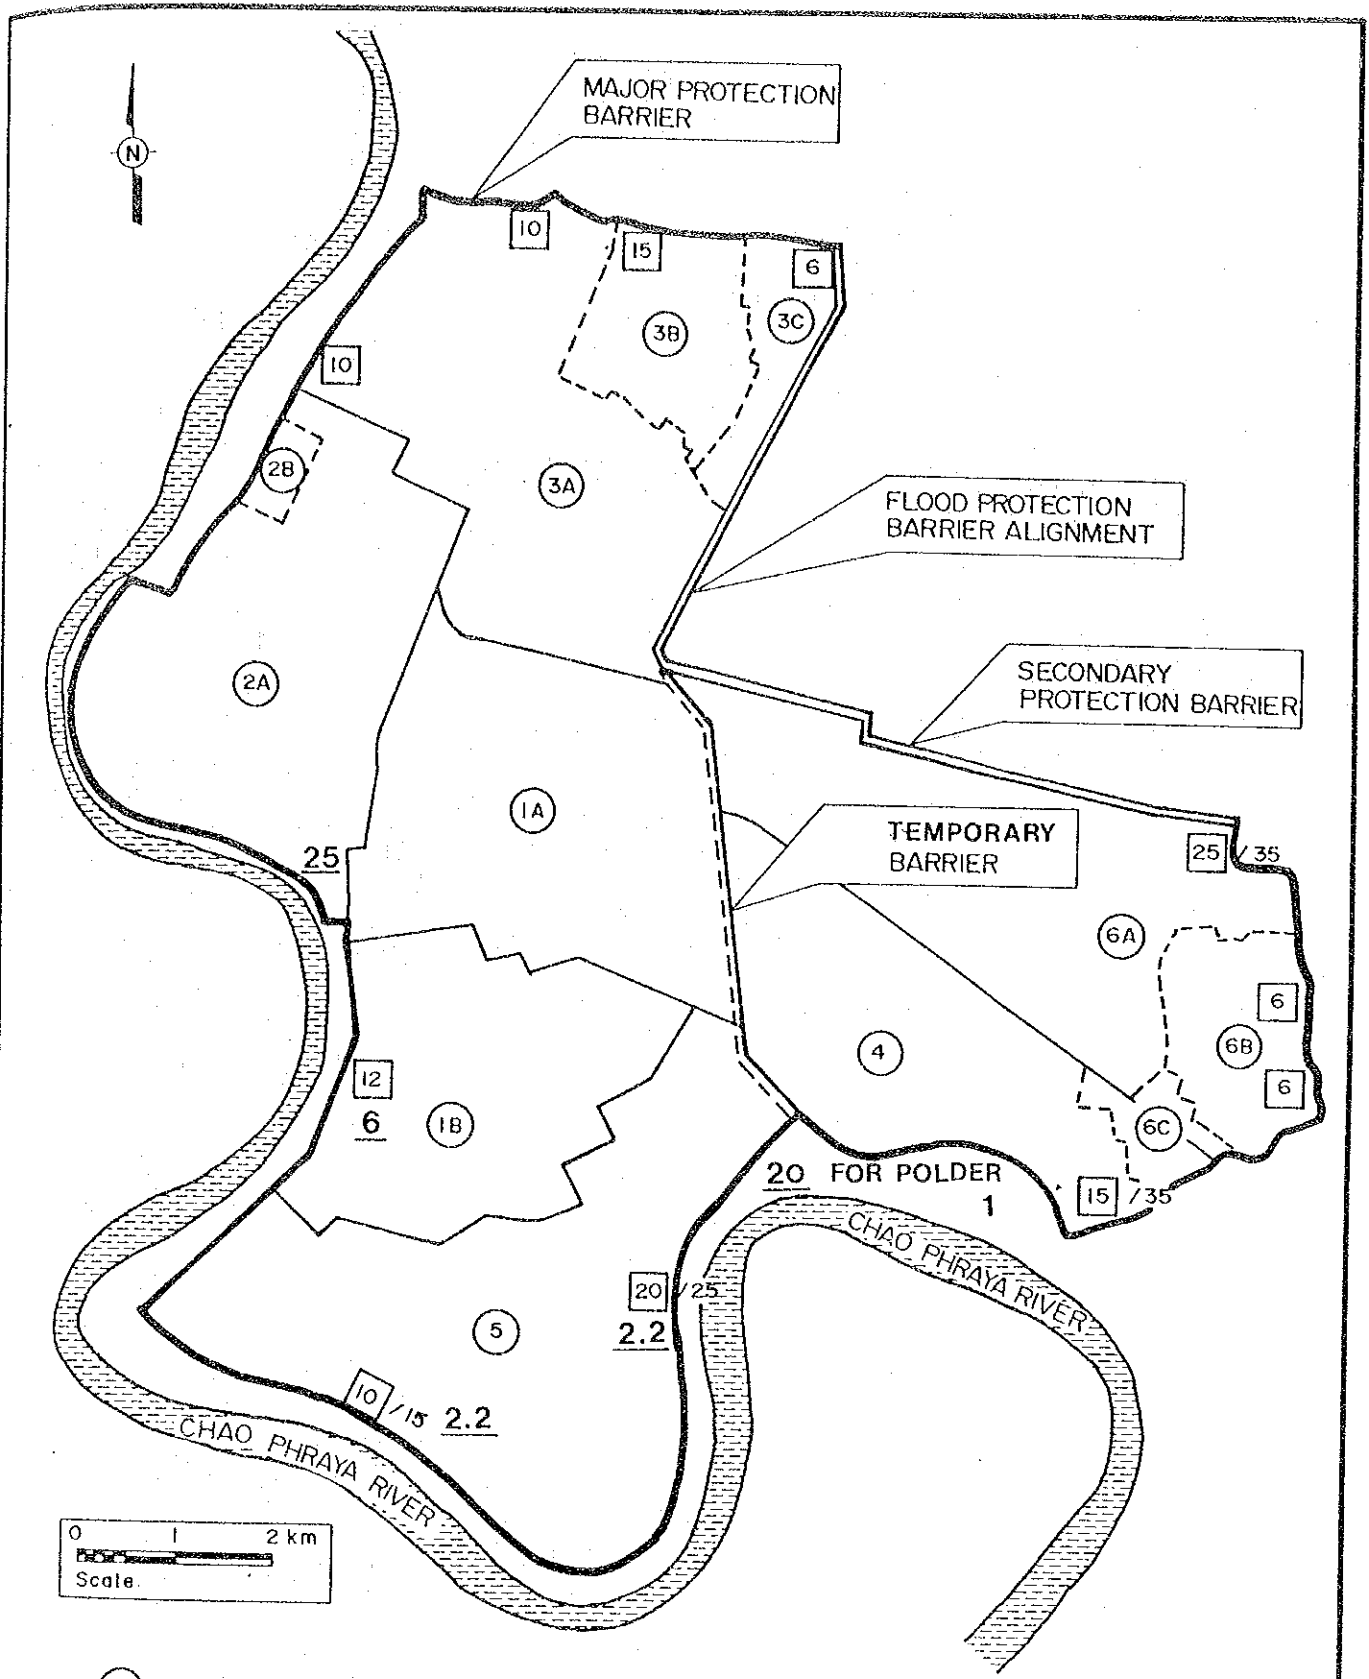 MAJOR PROTECTION
BARRIER
N
10
15
6
3B
3C
10
2B
3A
FLOOD PROTECTION
BARRIER ALIGNMENT
2A
SECONDARY
PROTECTION BARRIER
1A
TEMPORARY
BARRIER
25
25 / 35
6A
6
4
6B
12
6
6
1B
6C
20 FOR POLDER
1
15 / 35
CHAO PHRAYA RIVER
20 / 25
5
2.2
10 / 15 2.2
CHAO PHRAYA RIVER
0 1 2 km
Scale